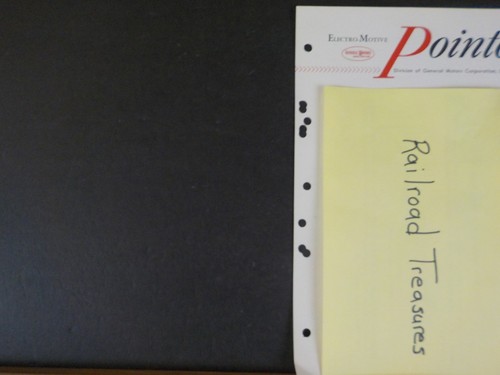 ELECTRO-MOTIVE
Pointe
Division of General Motors Corporation
Railroad Treasures